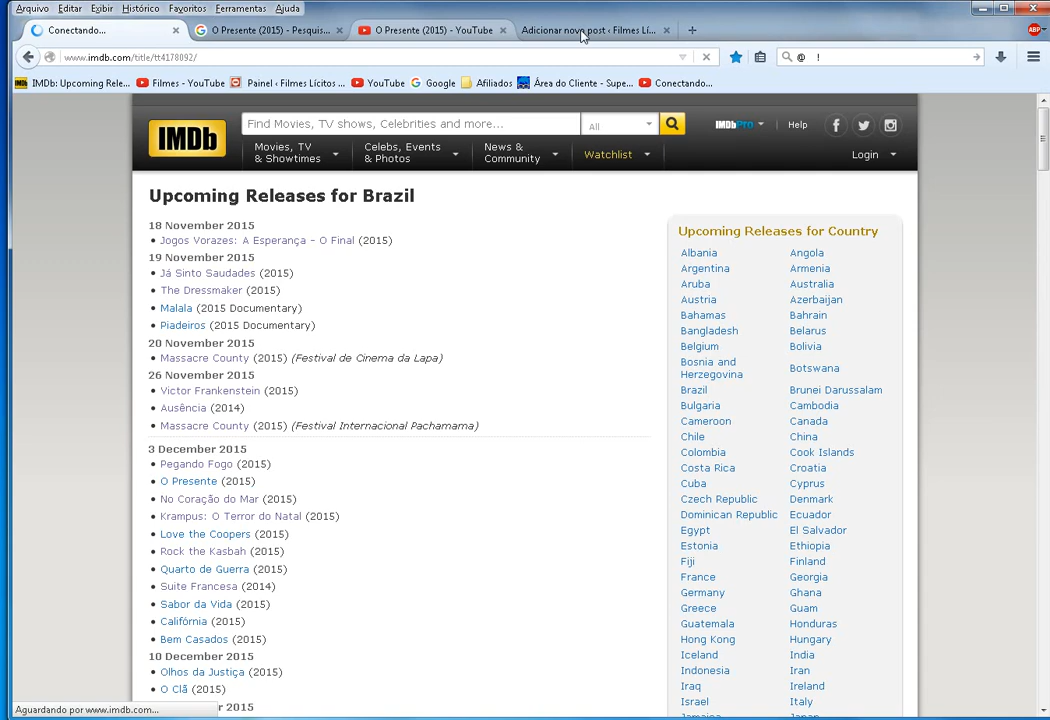 Arquivo Editar Exibir Histórico Favoritos Ferramentas Ajuda
Conectando... × O Presente (2015) - Pesquis... × O Presente (2015) - YouTube × Adicionar novo post ‹ Filmes Lí... × +
www.imdb.com/title/tt4178092/ @ !
IMDb: Upcoming Rele... Filmes - YouTube Painel ‹ Filmes Lícitos ... YouTube Google Afiliados Área do Cliente - Supe... Conectando...
IMDb Find Movies, TV shows, Celebrities and more... All IMDbPro Help
Movies, TV & Showtimes
Celebs, Events & Photos
News & Community
Watchlist
Login
Upcoming Releases for Brazil
18 November 2015
• Jogos Vorazes: A Esperança - O Final (2015)
19 November 2015
• Já Sinto Saudades (2015)
• The Dressmaker (2015)
• Malala (2015 Documentary)
• Piadeiros (2015 Documentary)
20 November 2015
• Massacre County (2015) (Festival de Cinema da Lapa)
26 November 2015
• Victor Frankenstein (2015)
• Ausência (2014)
• Massacre County (2015) (Festival Internacional Pachamama)
3 December 2015
• Pegando Fogo (2015)
• O Presente (2015)
• No Coração do Mar (2015)
• Krampus: O Terror do Natal (2015)
• Love the Coopers (2015)
• Rock the Kasbah (2015)
• Quarto de Guerra (2015)
• Suite Francesa (2014)
• Sabor da Vida (2015)
• Califórnia (2015)
• Bem Casados (2015)
10 December 2015
• Olhos da Justiça (2015)
• O Clã (2015)
r 2015
Upcoming Releases for Country
Albania Angola
Argentina Armenia
Aruba Australia
Austria Azerbaijan
Bahamas Bahrain
Bangladesh Belarus
Belgium Bolivia
Bosnia and Herzegovina Botswana
Brazil Brunei Darussalam
Bulgaria Cambodia
Cameroon Canada
Chile China
Colombia Cook Islands
Costa Rica Croatia
Cuba Cyprus
Czech Republic Denmark
Dominican Republic Ecuador
Egypt El Salvador
Estonia Ethiopia
Fiji Finland
France Georgia
Germany Ghana
Greece Guam
Guatemala Honduras
Hong Kong Hungary
Iceland India
Indonesia Iran
Iraq Ireland
Israel Italy
Jamaica Japan
Aguardando por www.imdb.com...
ABP